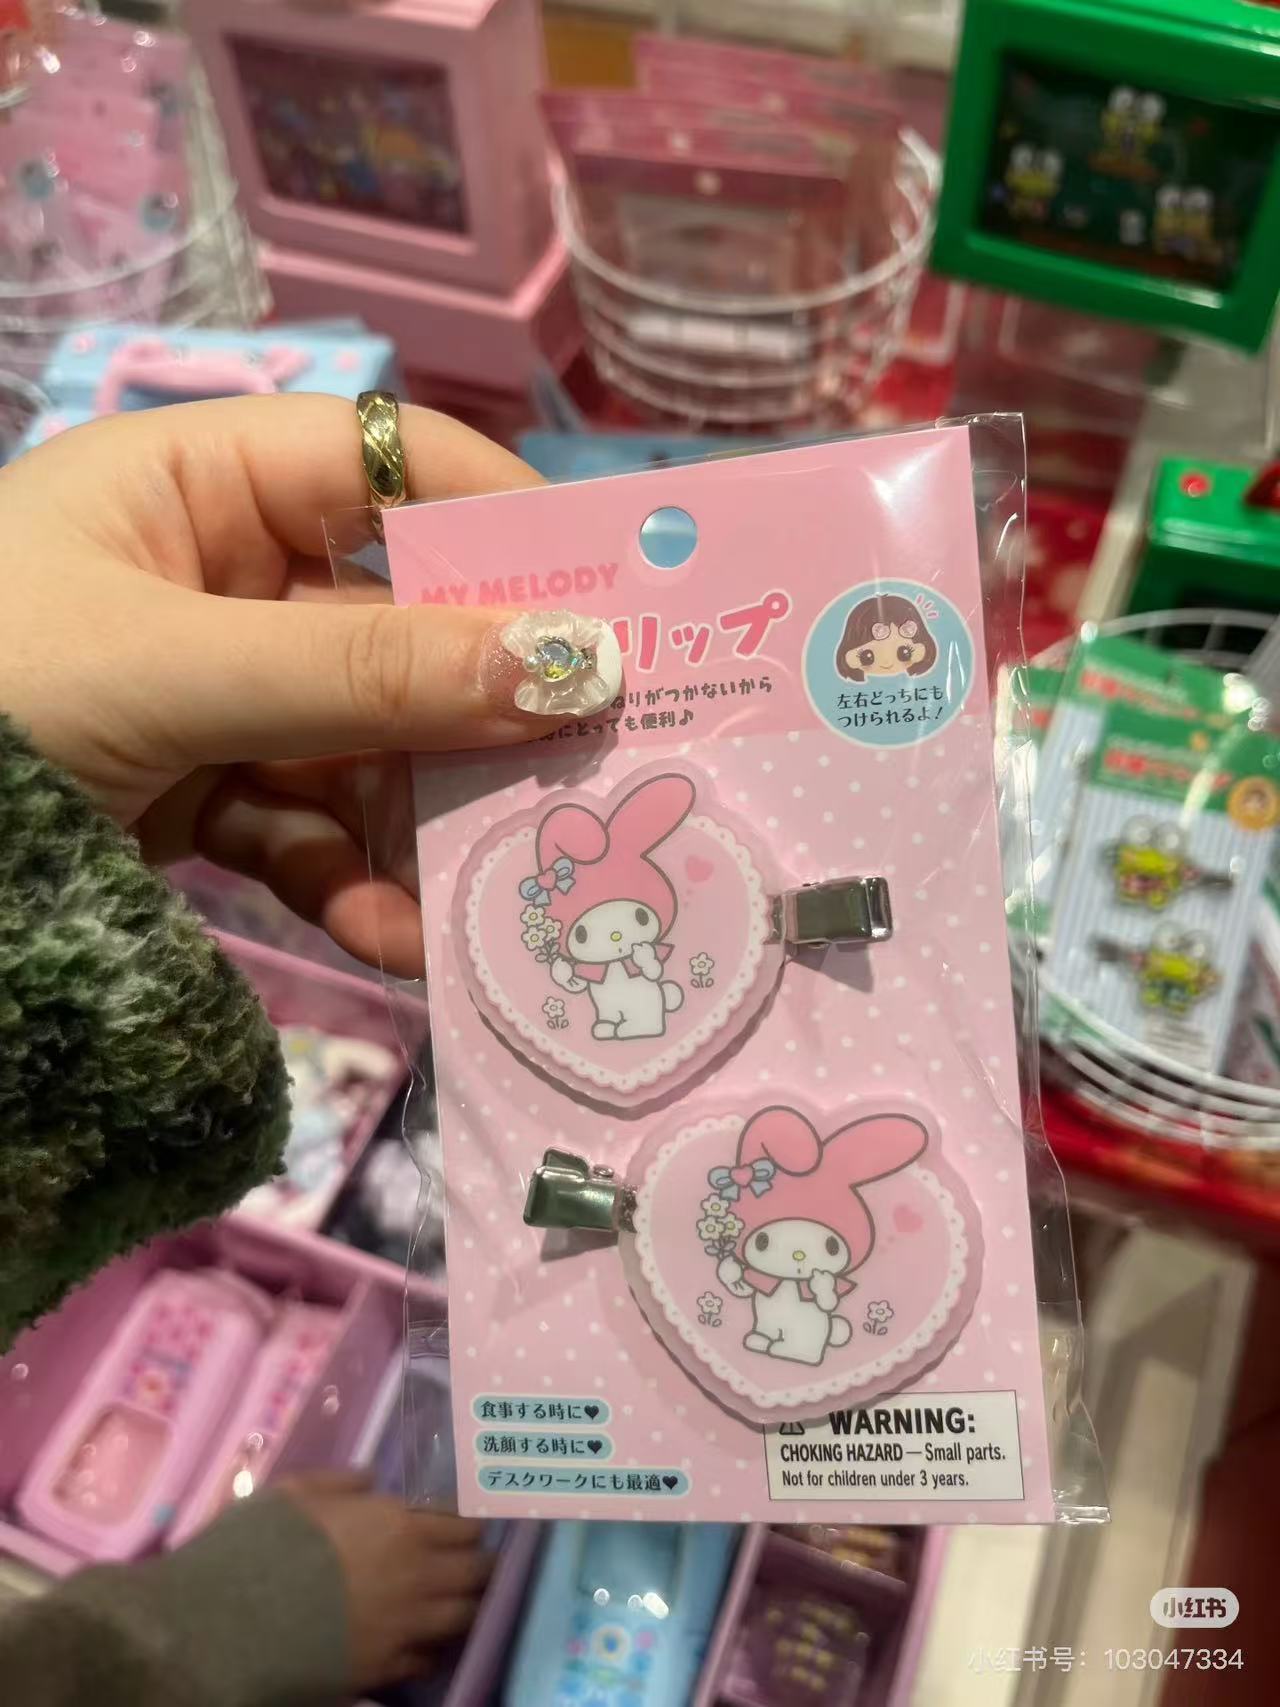 MY MELODY
リップ
左右どっちにも
つけられるよ!
ねりがつかないから
にとっても便利♪
食事する時に♥
洗顔する時に♥
デスクワークにも最適♥
WARNING:
CHOKING HAZARD — Small parts.
Not for children under 3 years.
小红书
小红书号：103047334